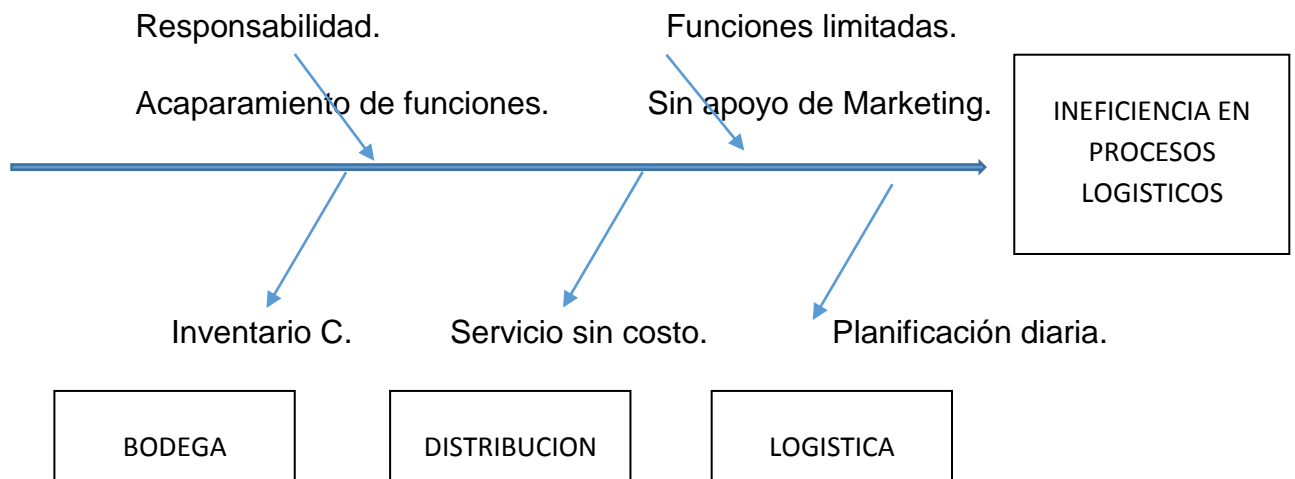 Responsabilidad.
Funciones limitadas.
Acaparamiento de funciones.
Sin apoyo de Marketing.
INEFICIENCIA EN
PROCESOS
LOGISTICOS
Inventario C.
Servicio sin costo.
Planificación diaria.
BODEGA
DISTRIBUCION
LOGISTICA